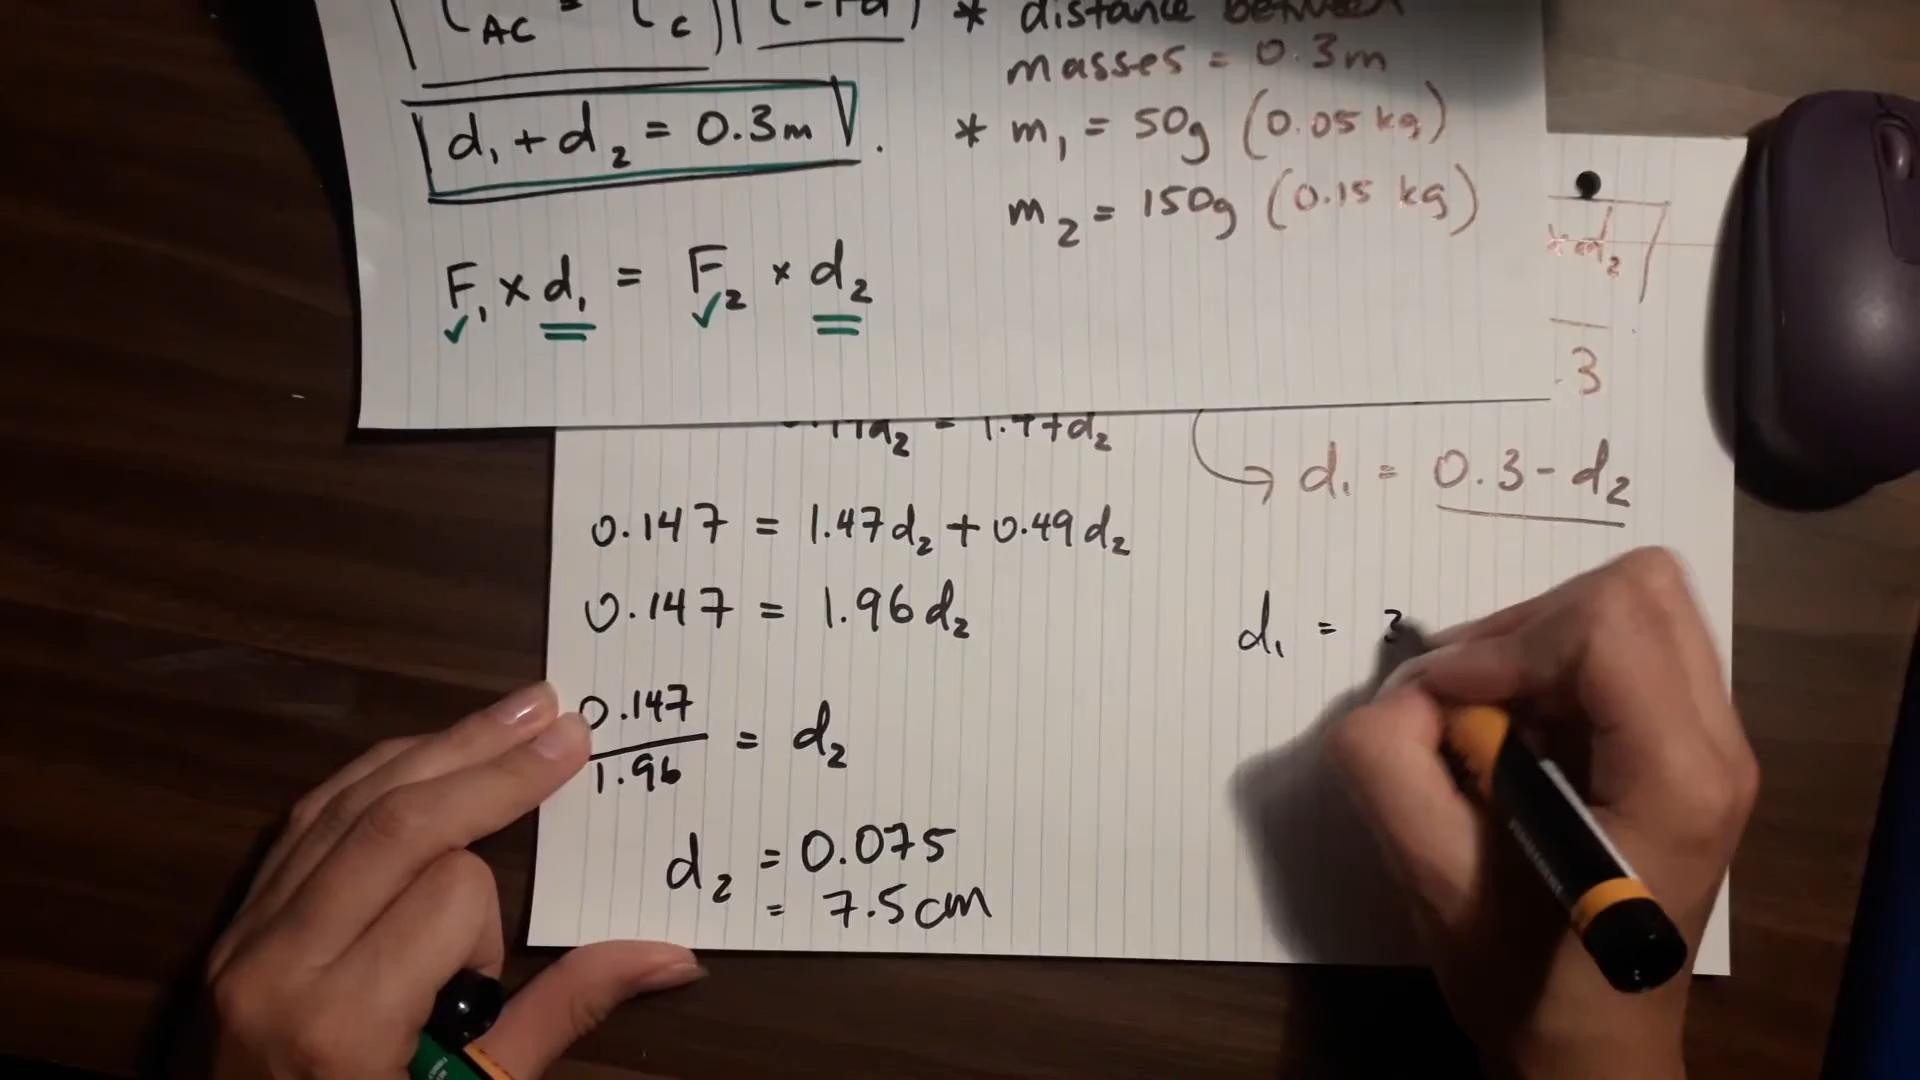 * distance between
masses = 0.3m
d₁ + d₂ = 0.3m
* m₁ = 50g (0.05 kg)
m₂ = 150g (0.15 kg)
F₁ × d₁ = F₂ × d₂
3
d₁ = 0.3 - d₂
0.147 = 1.47d₂ + 0.49d₂
0.147 = 1.96d₂
d₁ = 3
0.147
1.96
= d₂
d₂ = 0.075
= 7.5cm